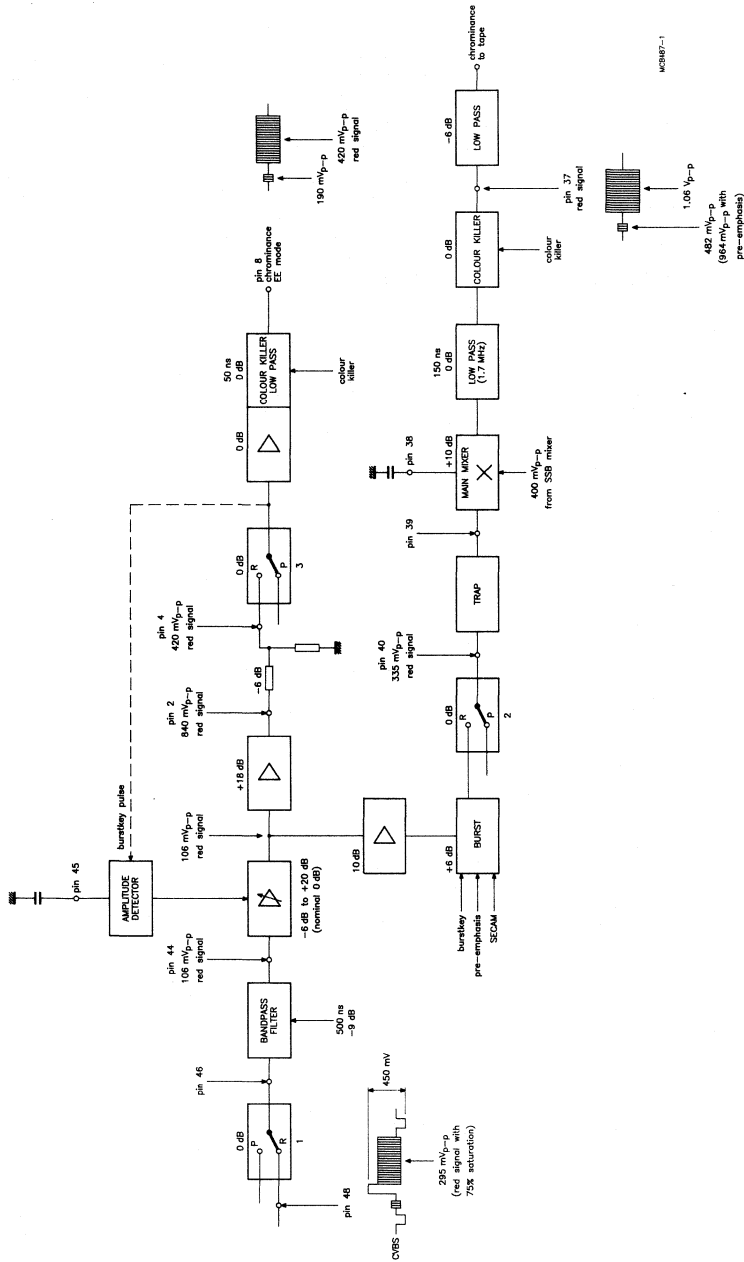 CVBS
450 mV
295 mVp-p
(red signal with
75% saturation)
pin 48
0 dB
P
R
1
pin 46
BANDPASS
FILTER
500 ns
-9 dB
pin 44
106 mVp-p
red signal
-6 dB to +20 dB
(nominal 0 dB)
AMPLITUDE
DETECTOR
pin 45
burstkey pulse
106 mVp-p
red signal
+18 dB
pin 2
840 mVp-p
red signal
-6 dB
pin 4
420 mVp-p
red signal
0 dB
R
P
3
0 dB
50 ns
0 dB
COLOUR KILLER
LOW PASS
colour
killer
pin 8
chrominance
EE mode
190 mVp-p
420 mVp-p
red signal
10 dB
+6 dB
BURST
burstkey
pre-emphasis
SECAM
0 dB
R
P
2
pin 40
335 mVp-p
red signal
TRAP
pin 39
MAIN MIXER
+10 dB
pin 38
400 mVp-p
from SSB mixer
150 ns
0 dB
LOW PASS
(1.7 MHz)
0 dB
COLOUR KILLER
colour
killer
pin 37
red signal
-6 dB
LOW PASS
chrominance
to tape
482 mVp-p
(964 mVp-p with
pre-emphasis
1.06 Vp-p
MCB487-1